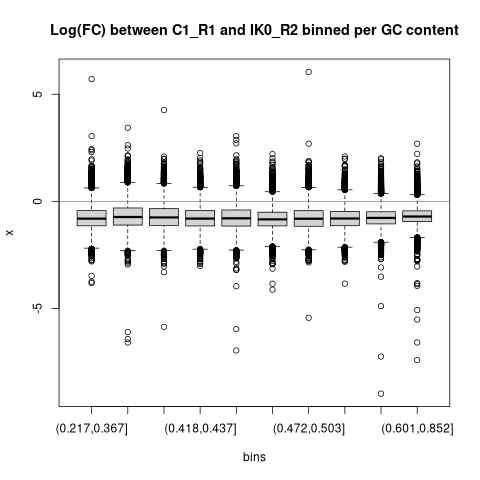 Log(FC) between C1_R1 and IK0_R2 binned per GC content
5
0
-5
x
(0.217,0.367]
(0.418,0.437]
(0.472,0.503]
(0.601,0.852]
bins